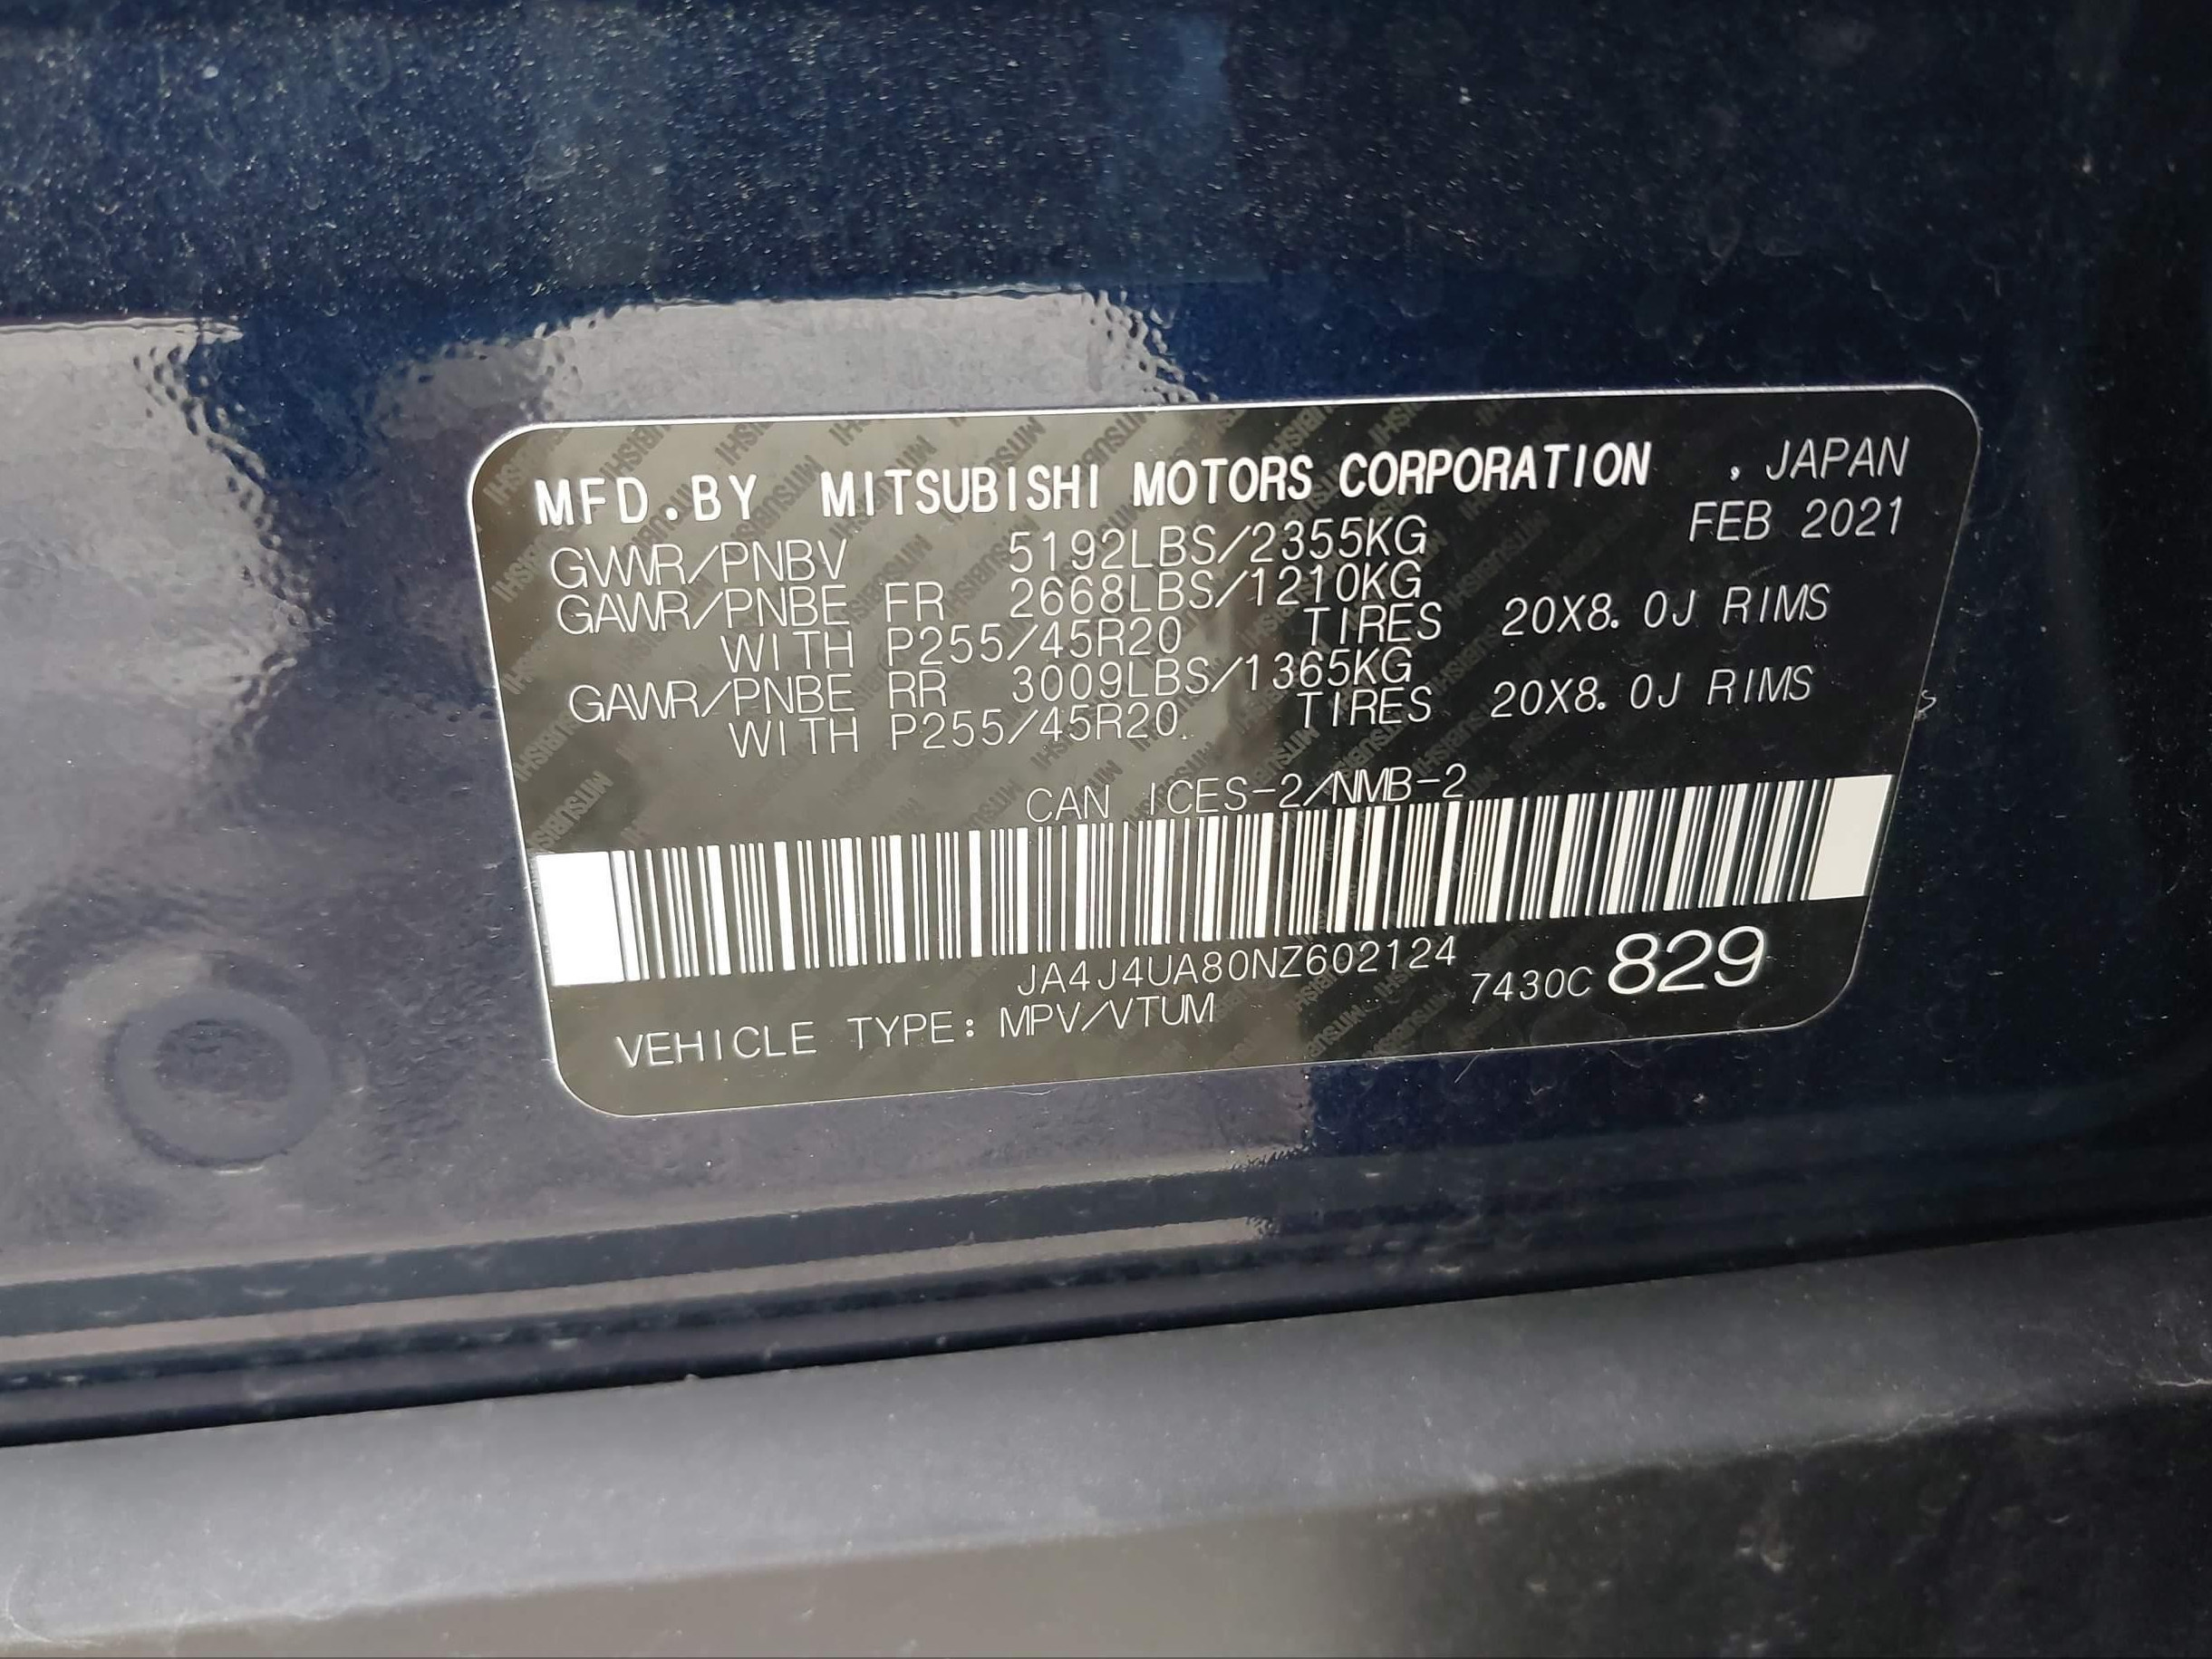 MFD.BY MITSUBISHI MOTORS CORPORATION , JAPAN
GVWR/PNBV 5192LBS/2355KG FEB 2021
GAWR/PNBE FR 2668LBS/1210KG
WITH P255/45R20 TIRES 20X8.0J RIMS
GAWR/PNBE RR 3009LBS/1365KG
WITH P255/45R20 TIRES 20X8.0J RIMS
CAN ICES-2/NMB-2
JA4J4UA80NZ602124
7430C 829
VEHICLE TYPE: MPV/VTUM